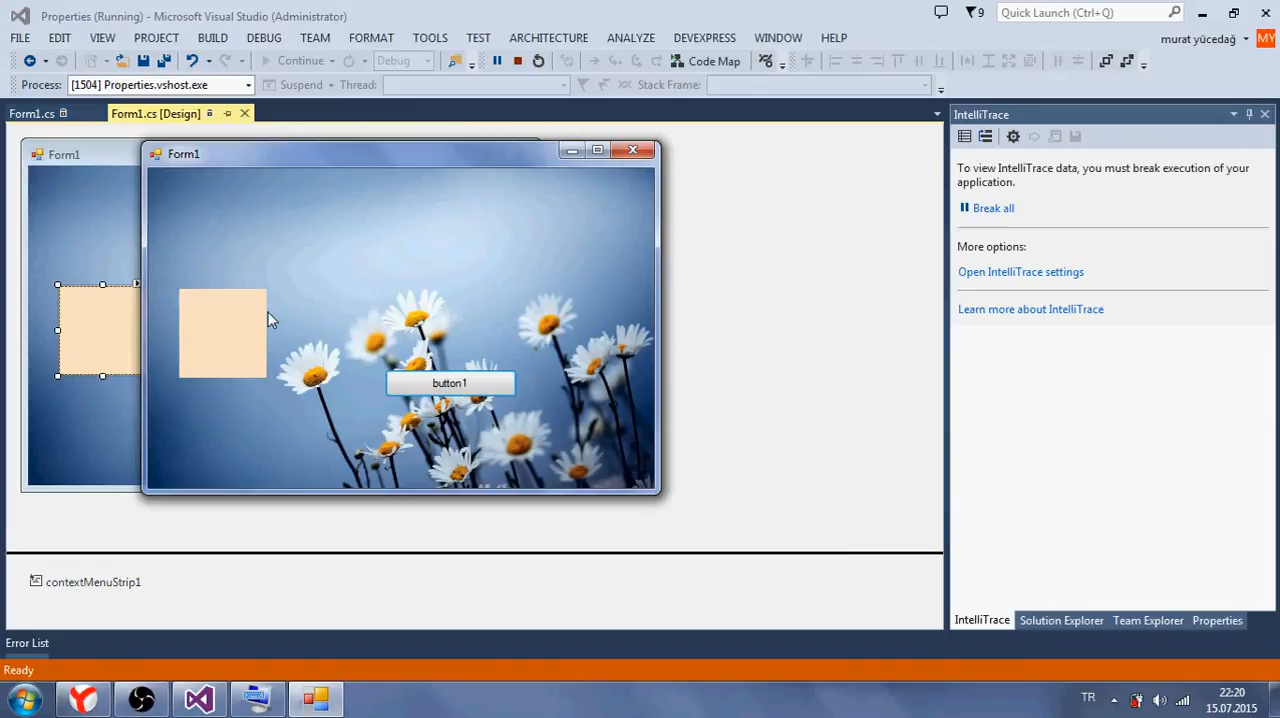 Properties (Running) - Microsoft Visual Studio (Administrator)
9
Quick Launch (Ctrl+Q)
FILE EDIT VIEW PROJECT BUILD DEBUG TEAM FORMAT TOOLS TEST ARCHITECTURE ANALYZE DEVEXPRESS WINDOW HELP
murat yücedağ MY
Continue Debug Code Map
Process: [1504] Properties.vshost.exe Suspend Thread: Stack Frame:
Form1.cs Form1.cs [Design]
Form1
Form1
button1
contextMenuStrip1
IntelliTrace
To view IntelliTrace data, you must break execution of your
application.
Break all
More options:
Open IntelliTrace settings
Learn more about IntelliTrace
IntelliTrace Solution Explorer Team Explorer Properties
Error List
Ready
TR
22:20
15.07.2015